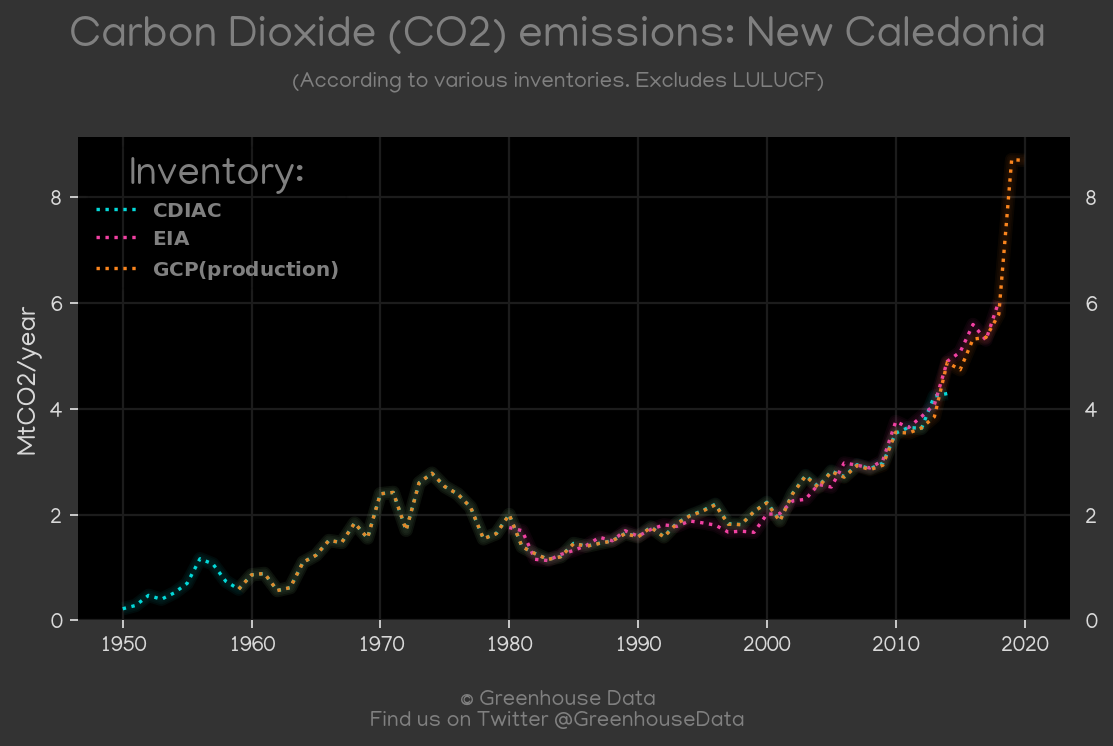 Carbon Dioxide (CO2) emissions: New Caledonia
(According to various inventories. Excludes LULUCF)
Inventory:
CDIAC
EIA
GCP(production)
MtCO2/year
8
6
4
2
0
8
6
4
2
0
1950 1960 1970 1980 1990 2000 2010 2020
© Greenhouse Data
Find us on Twitter @GreenhouseData